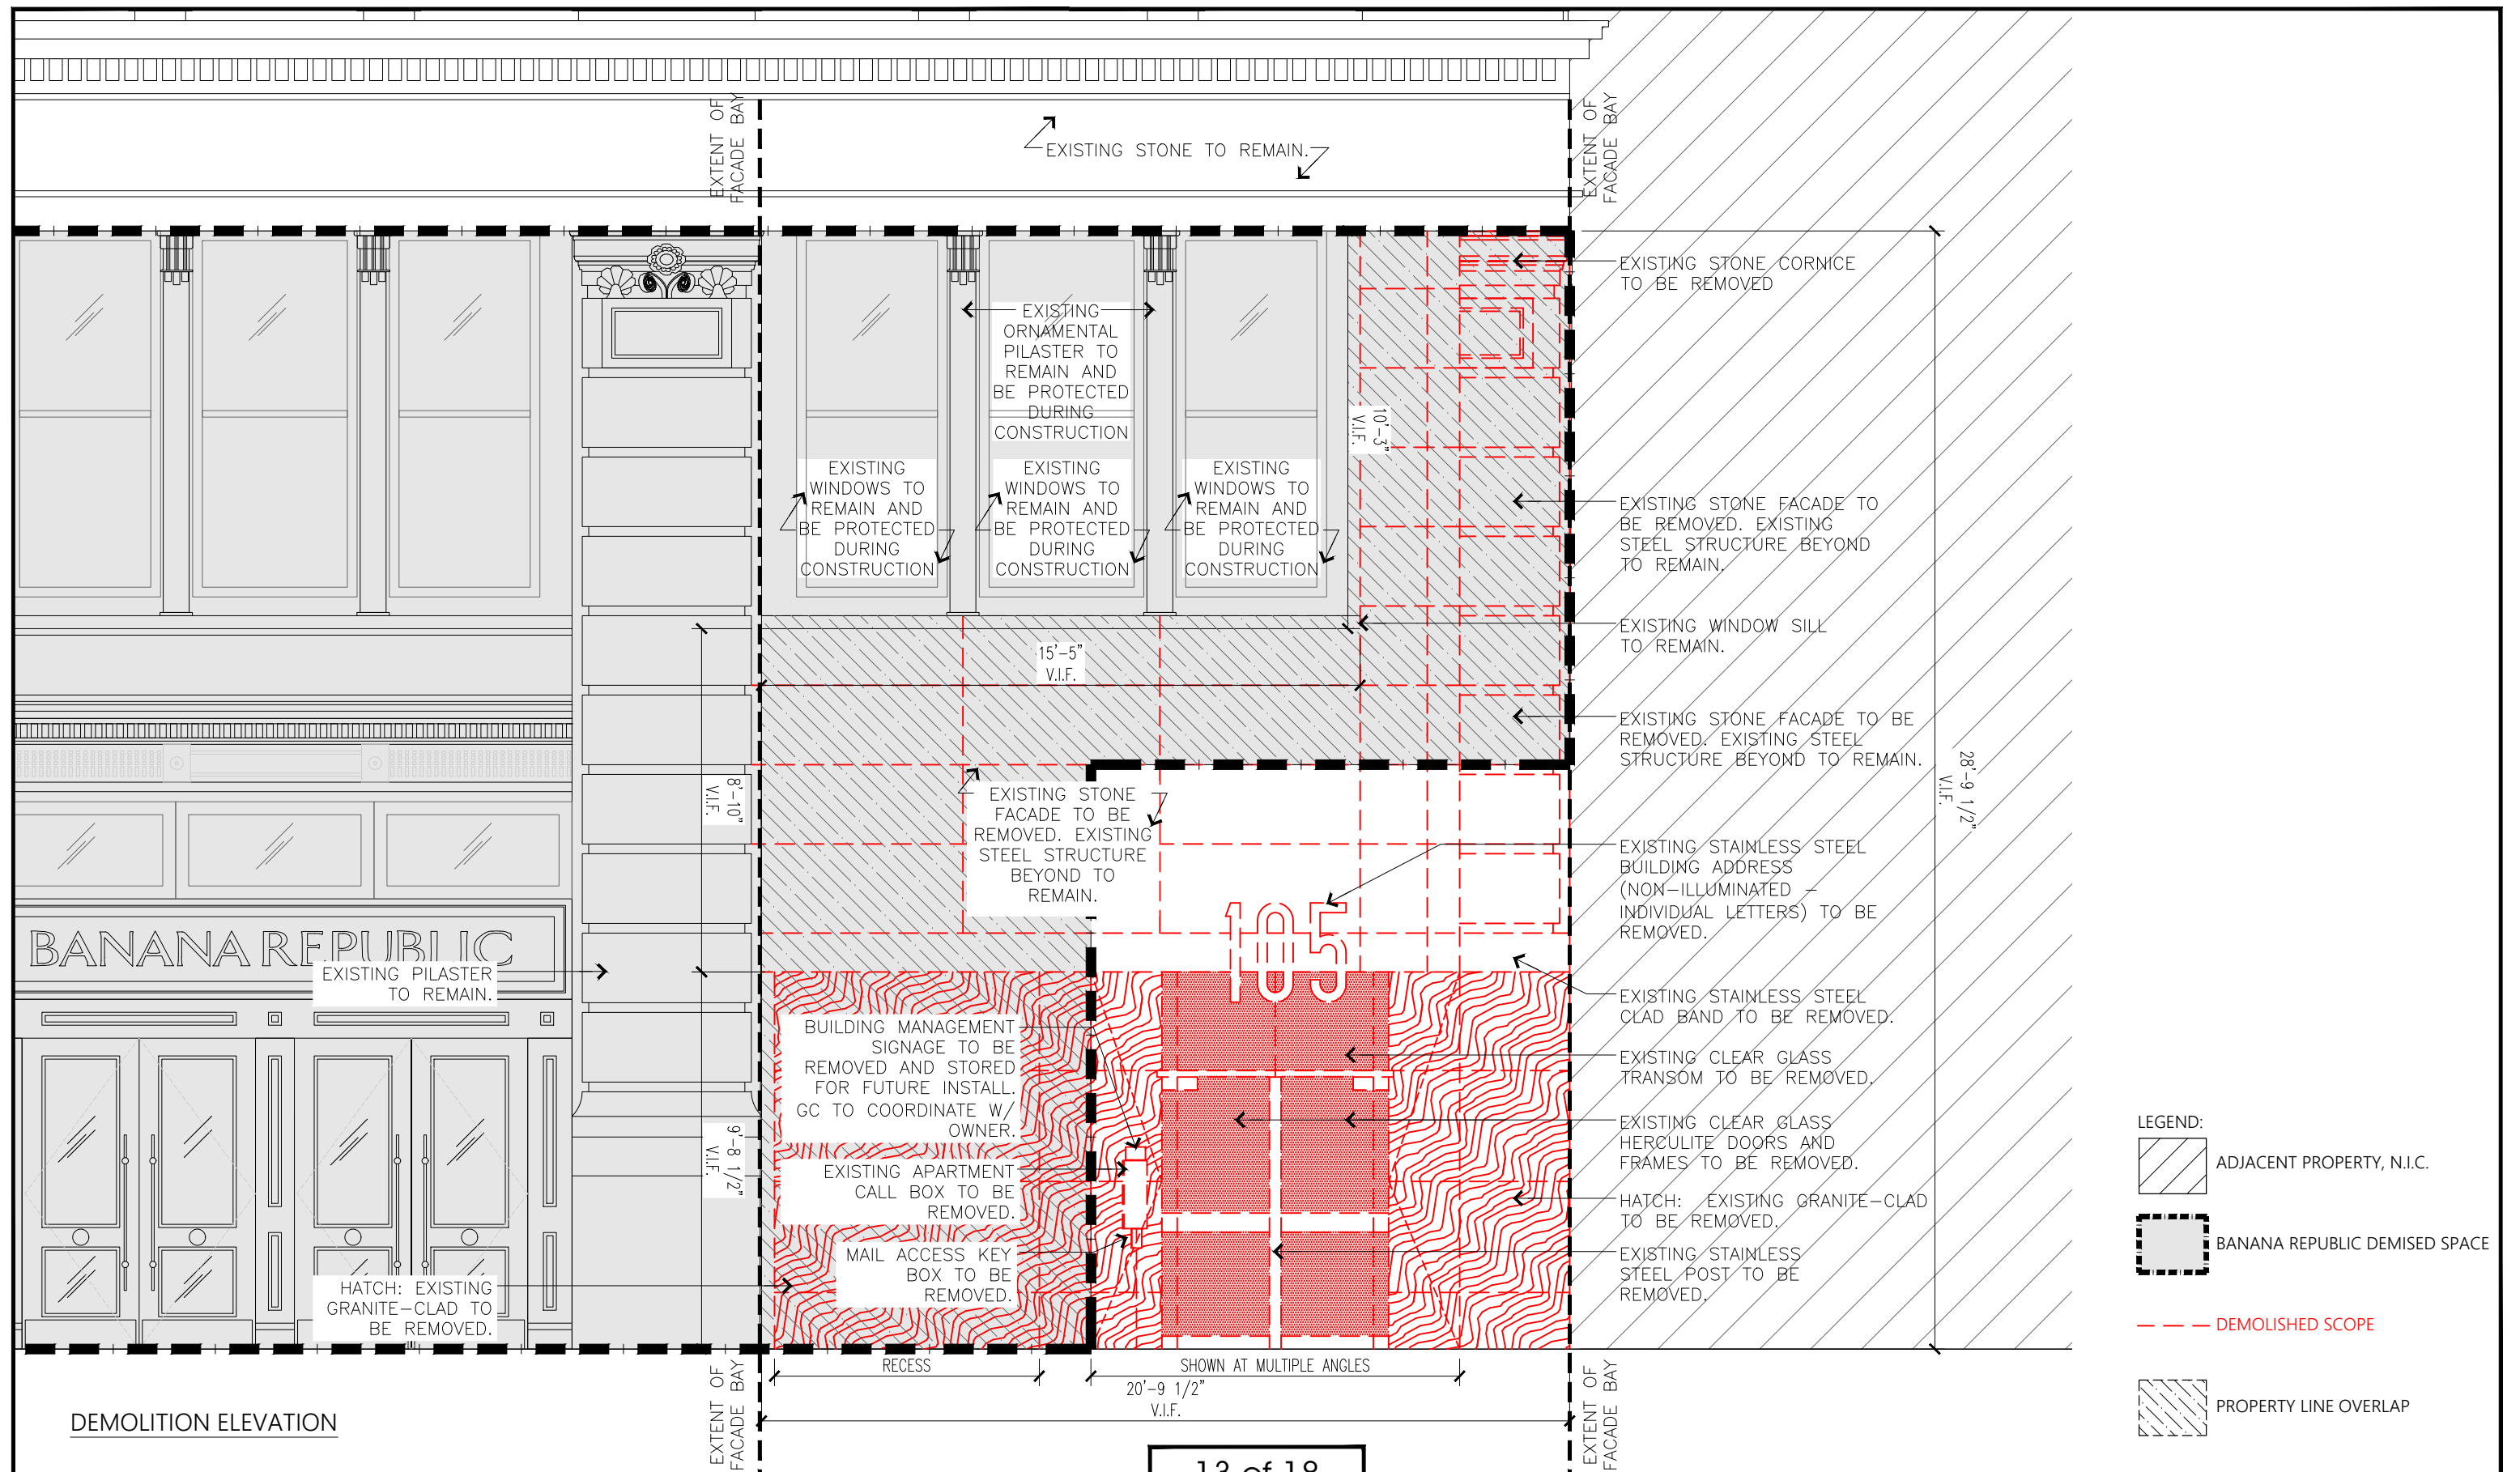 EXTENT OF
FACADE BAY
EXTENT OF
FACADE BAY
EXISTING STONE TO REMAIN.
EXISTING STONE CORNICE
TO BE REMOVED
EXISTING
ORNAMENTAL
PILASTER TO
REMAIN AND
BE PROTECTED
DURING
CONSTRUCTION
10'-3"
V.I.F.
EXISTING
WINDOWS TO
REMAIN AND
BE PROTECTED
DURING
CONSTRUCTION
EXISTING
WINDOWS TO
REMAIN AND
BE PROTECTED
DURING
CONSTRUCTION
EXISTING
WINDOWS TO
REMAIN AND
BE PROTECTED
DURING
CONSTRUCTION
EXISTING STONE FACADE TO
BE REMOVED. EXISTING
STEEL STRUCTURE BEYOND
TO REMAIN.
EXISTING WINDOW SILL
TO REMAIN.
15'-5"
V.I.F.
EXISTING STONE FACADE TO BE
REMOVED. EXISTING STEEL
STRUCTURE BEYOND TO REMAIN.
28'-9 1/2"
V.I.F.
8'-10"
V.I.F.
EXISTING STONE
FACADE TO BE
REMOVED. EXISTING
STEEL STRUCTURE
BEYOND TO
REMAIN.
EXISTING STAINLESS STEEL
BUILDING ADDRESS
(NON-ILLUMINATED -
INDIVIDUAL LETTERS) TO BE
REMOVED.
105
BANANA REPUBLIC
EXISTING PILASTER
TO REMAIN.
EXISTING STAINLESS STEEL
CLAD BAND TO BE REMOVED.
BUILDING MANAGEMENT
SIGNAGE TO BE
REMOVED AND STORED
FOR FUTURE INSTALL.
GC TO COORDINATE W/
OWNER.
EXISTING CLEAR GLASS
TRANSOM TO BE REMOVED.
EXISTING CLEAR GLASS
HERCULITE DOORS AND
FRAMES TO BE REMOVED.
9'-8 1/2"
V.I.F.
EXISTING APARTMENT
CALL BOX TO BE
REMOVED.
HATCH: EXISTING GRANITE-CLAD
TO BE REMOVED.
MAIL ACCESS KEY
BOX TO BE
REMOVED.
EXISTING STAINLESS
STEEL POST TO BE
REMOVED.
HATCH: EXISTING
GRANITE-CLAD TO
BE REMOVED.
LEGEND:
ADJACENT PROPERTY, N.I.C.
BANANA REPUBLIC DEMISED SPACE
DEMOLISHED SCOPE
PROPERTY LINE OVERLAP
RECESS
SHOWN AT MULTIPLE ANGLES
20'-9 1/2"
V.I.F.
EXTENT OF
FACADE BAY
EXTENT OF
FACADE BAY
DEMOLITION ELEVATION
13 of 18